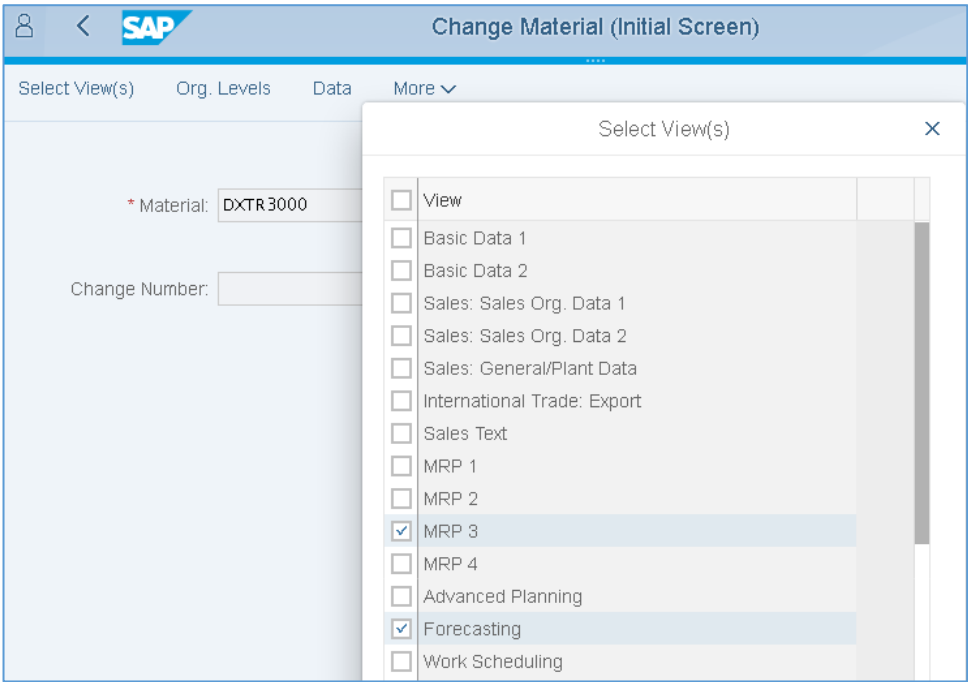 SAP Change Material (Initial Screen)
Select View(s) Org. Levels Data More
Select View(s)
* Material: DXTR3000
View
Change Number:
Basic Data 1
Basic Data 2
Sales: Sales Org. Data 1
Sales: Sales Org. Data 2
Sales: General/Plant Data
International Trade: Export
Sales Text
MRP 1
MRP 2
MRP 3
MRP 4
Advanced Planning
Forecasting
Work Scheduling